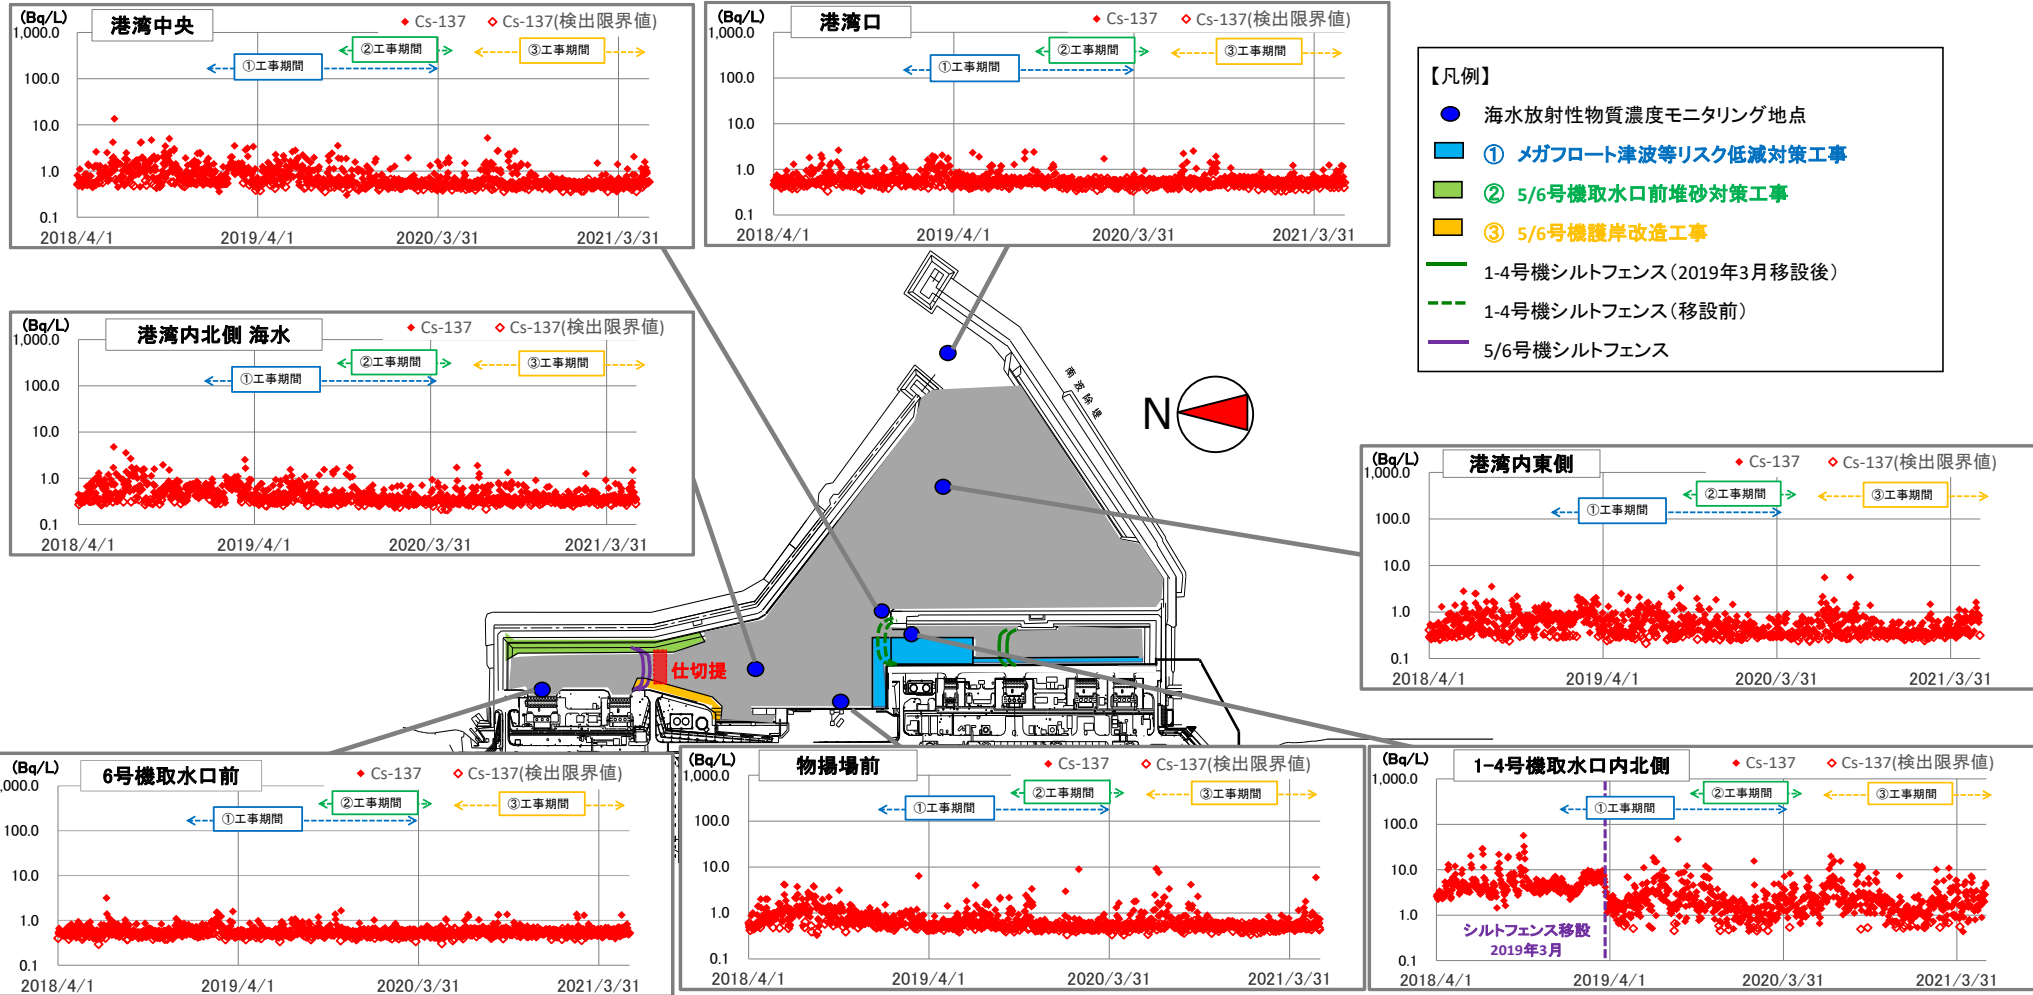 (Bq/L)
港湾中央
Cs-137
Cs-137(検出限界値)
1,000.0
100.0
10.0
1.0
0.1
①工事期間
②工事期間
③工事期間
2018/4/1
2019/4/1
2020/3/31
2021/3/31
(Bq/L)
港湾口
Cs-137
Cs-137(検出限界値)
1,000.0
100.0
10.0
1.0
0.1
①工事期間
②工事期間
③工事期間
2018/4/1
2019/4/1
2020/3/31
2021/3/31
【凡例】
海水放射性物質濃度モニタリング地点
① メガフロート津波等リスク低減対策工事
② 5/6号機取水口前堆砂対策工事
③ 5/6号機護岸改造工事
1-4号機シルトフェンス(2019年3月移設後)
1-4号機シルトフェンス(移設前)
5/6号機シルトフェンス
(Bq/L)
港湾内北側 海水
Cs-137
Cs-137(検出限界値)
1,000.0
100.0
10.0
1.0
0.1
①工事期間
②工事期間
③工事期間
2018/4/1
2019/4/1
2020/3/31
2021/3/31
南波除堤
N
仕切提
(Bq/L)
港湾内東側
Cs-137
Cs-137(検出限界値)
1,000.0
100.0
10.0
1.0
0.1
①工事期間
②工事期間
③工事期間
2018/4/1
2019/4/1
2020/3/31
2021/3/31
(Bq/L)
6号機取水口前
Cs-137
Cs-137(検出限界値)
,000.0
100.0
10.0
1.0
0.1
①工事期間
②工事期間
③工事期間
2018/4/1
2019/4/1
2020/3/31
2021/3/31
(Bq/L)
物揚場前
Cs-137
Cs-137(検出限界値)
1,000.0
100.0
10.0
1.0
0.1
①工事期間
②工事期間
③工事期間
2018/4/1
2019/4/1
2020/3/31
2021/3/31
(Bq/L)
1-4号機取水口内北側
Cs-137
Cs-137(検出限界値)
1,000.0
100.0
10.0
1.0
0.1
①工事期間
②工事期間
③工事期間
シルトフェンス移設
2019年3月
2018/4/1
2019/4/1
2020/3/31
2021/3/31